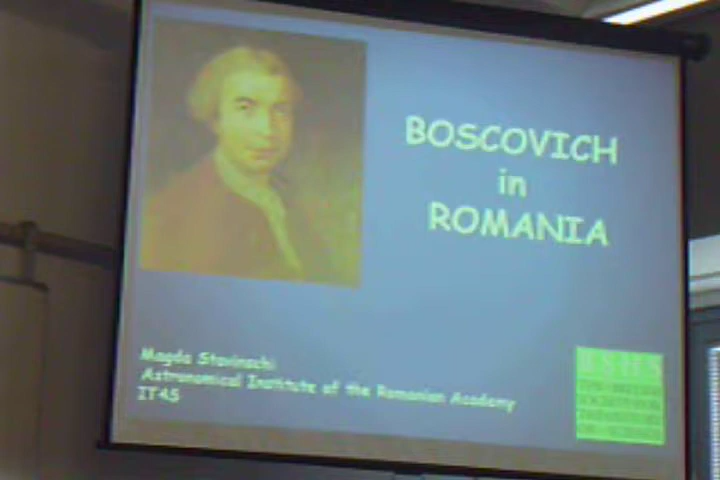 BOSCOVICH
in
ROMANIA
Magda Stavinschi
Astronomical Institute of the Romanian Academy
IT45